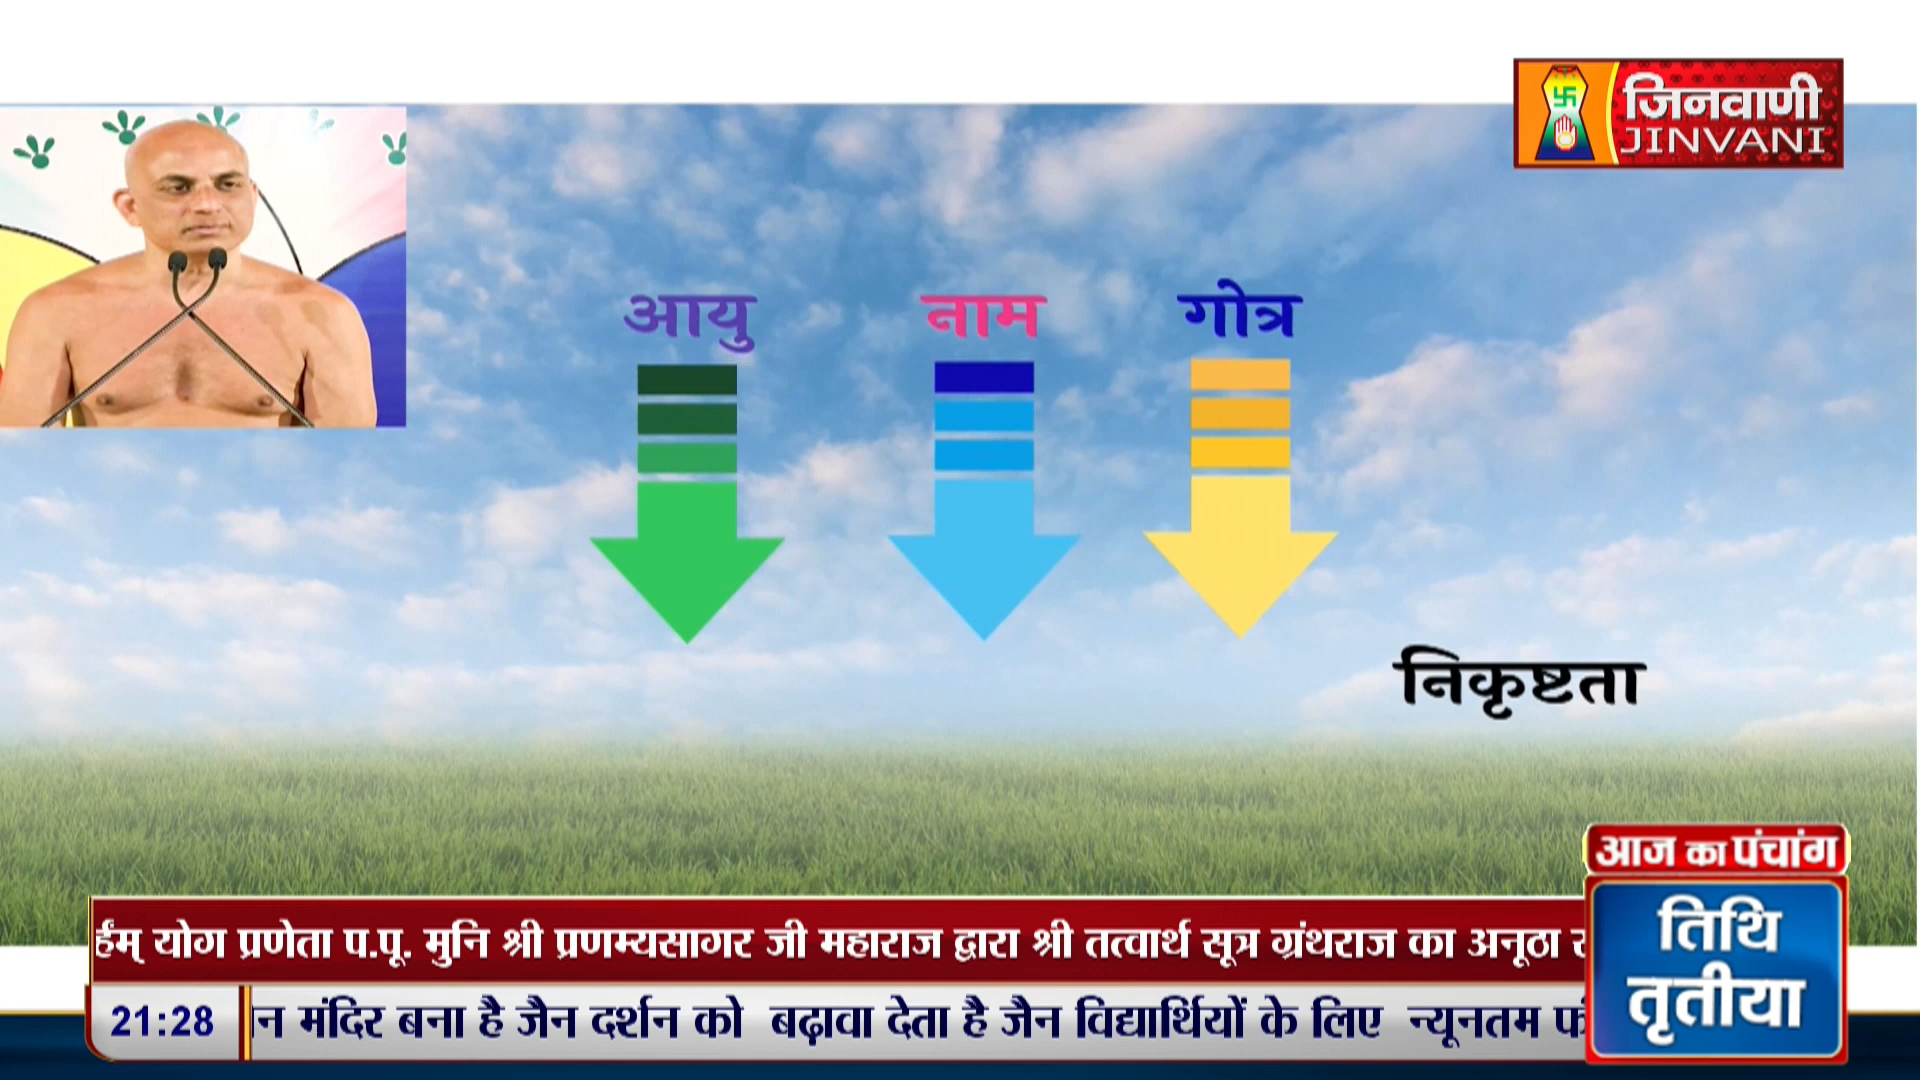 जिनवाणी
JINVANI
आयु नाम गोत्र
निकृष्टता
आज का पंचांग
तिथि
तृतीया
र्हम् योग प्रणेता प.पू. मुनि श्री प्रणम्यसागर जी महाराज द्वारा श्री तत्वार्थ सूत्र ग्रंथराज का अनूठा
21:28 न मंदिर बना है जैन दर्शन को बढ़ावा देता है जैन विद्यार्थियों के लिए न्यूनतम